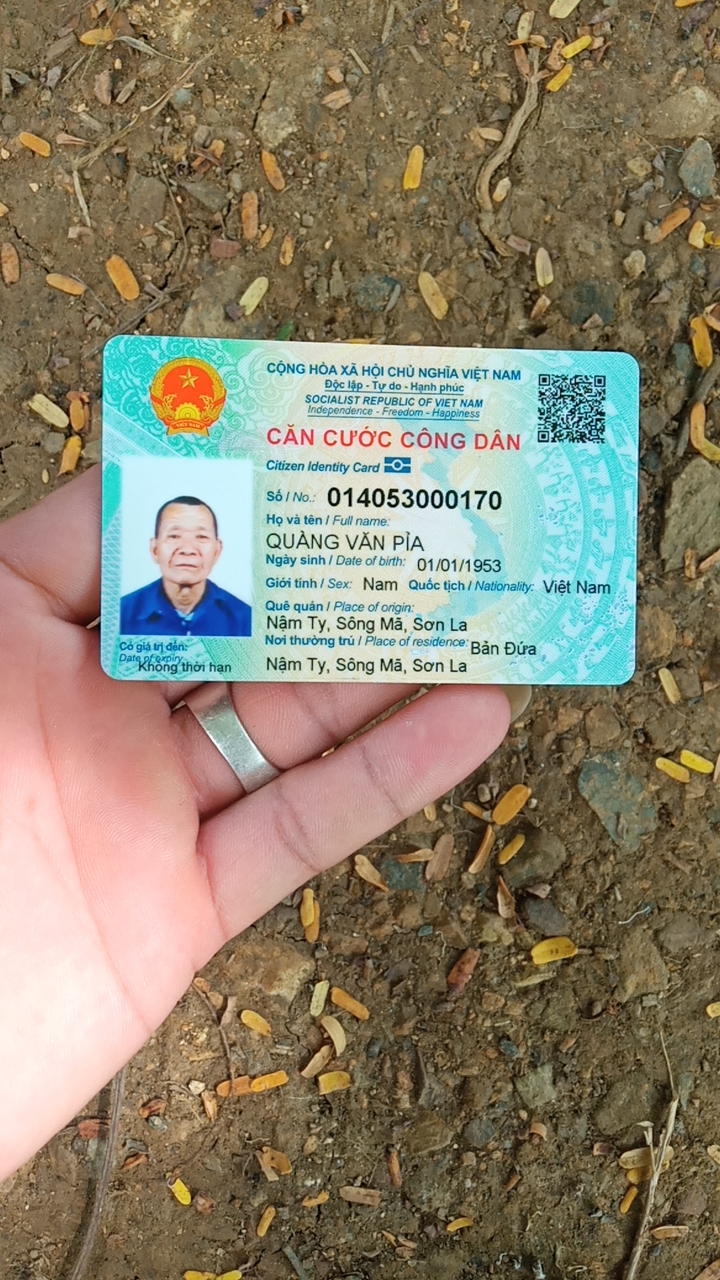 CỘNG HÒA XÃ HỘI CHỦ NGHĨA VIỆT NAM
Độc lập - Tự do - Hạnh phúc
SOCIALIST REPUBLIC OF VIET NAM
Independence - Freedom - Happiness
CĂN CƯỚC CÔNG DÂN
Citizen Identity Card
Số / No.: 014053000170
Họ và tên / Full name:
QUÀNG VĂN PỈA
Ngày sinh / Date of birth: 01/01/1953
Giới tính / Sex: Nam Quốc tịch / Nationality: Việt Nam
Quê quán / Place of origin:
Nậm Ty, Sông Mã, Sơn La
Nơi thường trú / Place of residence: Bản Đứa
Nậm Ty, Sông Mã, Sơn La
Có giá trị đến:
Date of expiry
Không thời hạn
VIỆT NAM